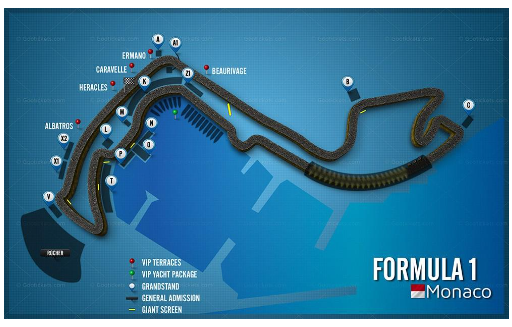 A
A1
ERMANO
CARAVELLE
BEAURIVAGE
HERACLES
K
Z1
B
C
M
ALBATROS
N
L
X2
O
P
X1
T
V
ROCHER
VIP TERRACES
VIP YACHT PACKAGE
GRANDSTAND
GENERAL ADMISSION
GIANT SCREEN
FORMULA 1
Monaco